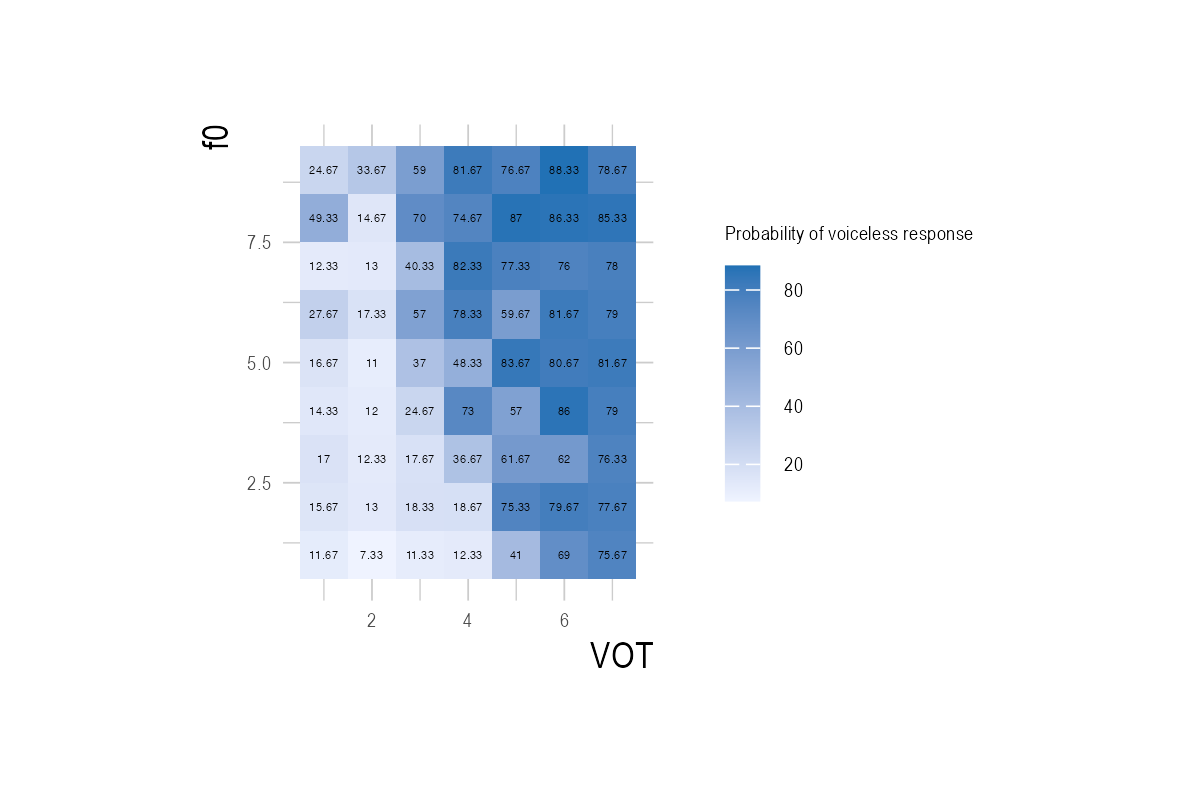 f0
24.67 33.67 59 81.67 76.67 88.33 78.67
49.33 14.67 70 74.67 87 86.33 85.33
7.5
Probability of voiceless response
12.33 13 40.33 82.33 77.33 76 78
80
27.67 17.33 57 78.33 59.67 81.67 79
60
5.0 16.67 11 37 48.33 83.67 80.67 81.67
40
14.33 12 24.67 73 57 86 79
17 12.33 17.67 36.67 61.67 62 76.33
20
2.5
15.67 13 18.33 18.67 75.33 79.67 77.67
11.67 7.33 11.33 12.33 41 69 75.67
2 4 6
VOT